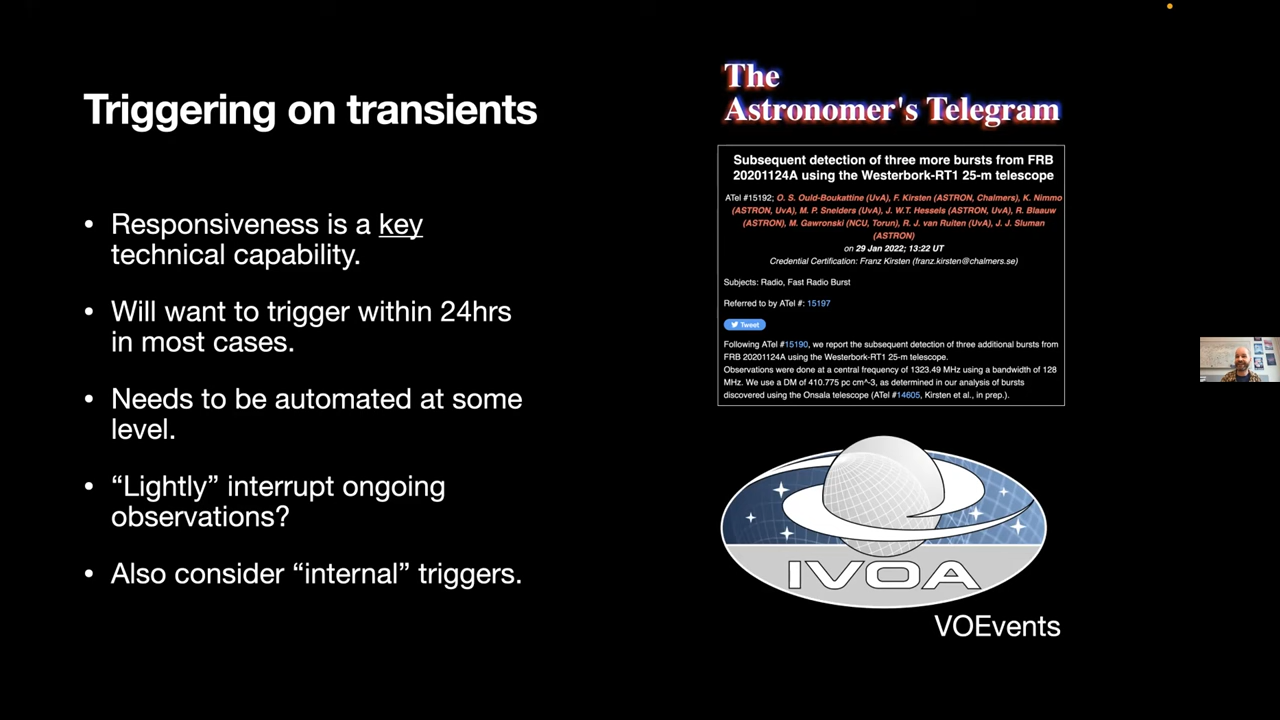 Triggering on transients
• Responsiveness is a key
technical capability.
• Will want to trigger within 24hrs
in most cases.
• Needs to be automated at some
level.
• “Lightly” interrupt ongoing
observations?
• Also consider “internal” triggers.
The
Astronomer's Telegram
Subsequent detection of three more bursts from FRB
20201124A using the Westerbork-RT1 25-m telescope
ATel #15192; O. S. Ould-Boukattine (UvA), F. Kirsten (ASTRON, Chalmers), K. Nimmo
(ASTRON, UvA), M. P. Snelders (UvA), J. W.T. Hessels (ASTRON, UvA), R. Blaauw
(ASTRON), M. Gawronski (NCU, Torun), R. J. van Ruiten (UvA), J. J. Sluman
(ASTRON)
on 29 Jan 2022; 13:22 UT
Credential Certification: Franz Kirsten (franz.kirsten@chalmers.se)
Subjects: Radio, Fast Radio Burst
Referred to by ATel #: 15197
Tweet
Following ATel #15190, we report the subsequent detection of three additional bursts from
FRB 20201124A using the Westerbork-RT1 25-m telescope.
Observations were done at a central frequency of 1323.49 MHz using a bandwidth of 128
MHz. We use a DM of 410.775 pc cm^-3, as determined in our analysis of bursts
discovered using the Onsala telescope (ATel #14605, Kirsten et al., in prep.).
IVOA
VOEvents